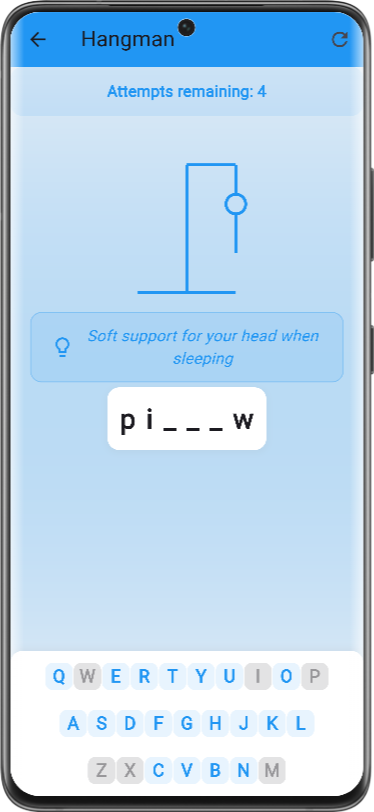 Hangman
Attempts remaining: 4
Soft support for your head when
sleeping
p i _ _ _ w
Q W E R T Y U I O P
A S D F G H J K L
Z X C V B N M